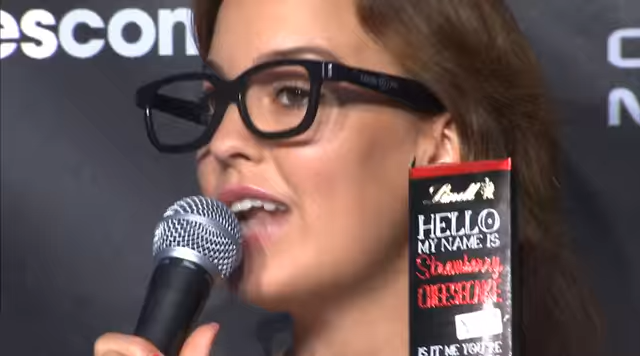 escon
Lindt
HELLO
MY NAME IS
Strawberry
CHEESECAKE
IS IT ME YOU'RE